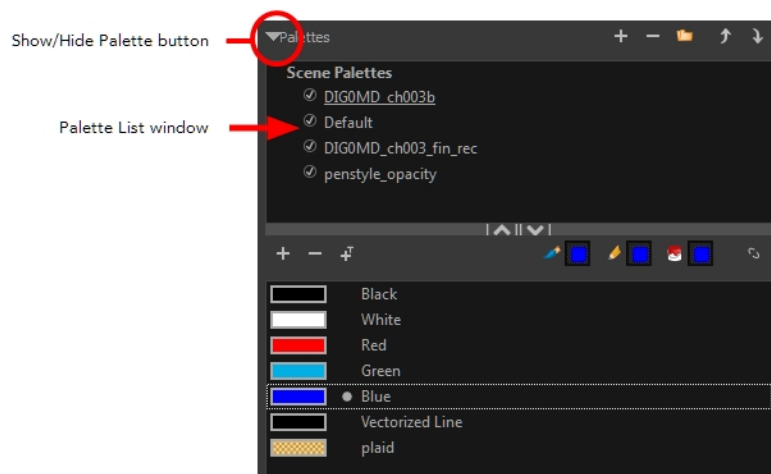 Show/Hide Palette button
Palettes
Scene Palettes
DIG0MD_ch003b
Palette List window
Default
DIG0MD_ch003_fin_rec
penstyle_opacity
Black
White
Red
Green
Blue
Vectorized Line
plaid